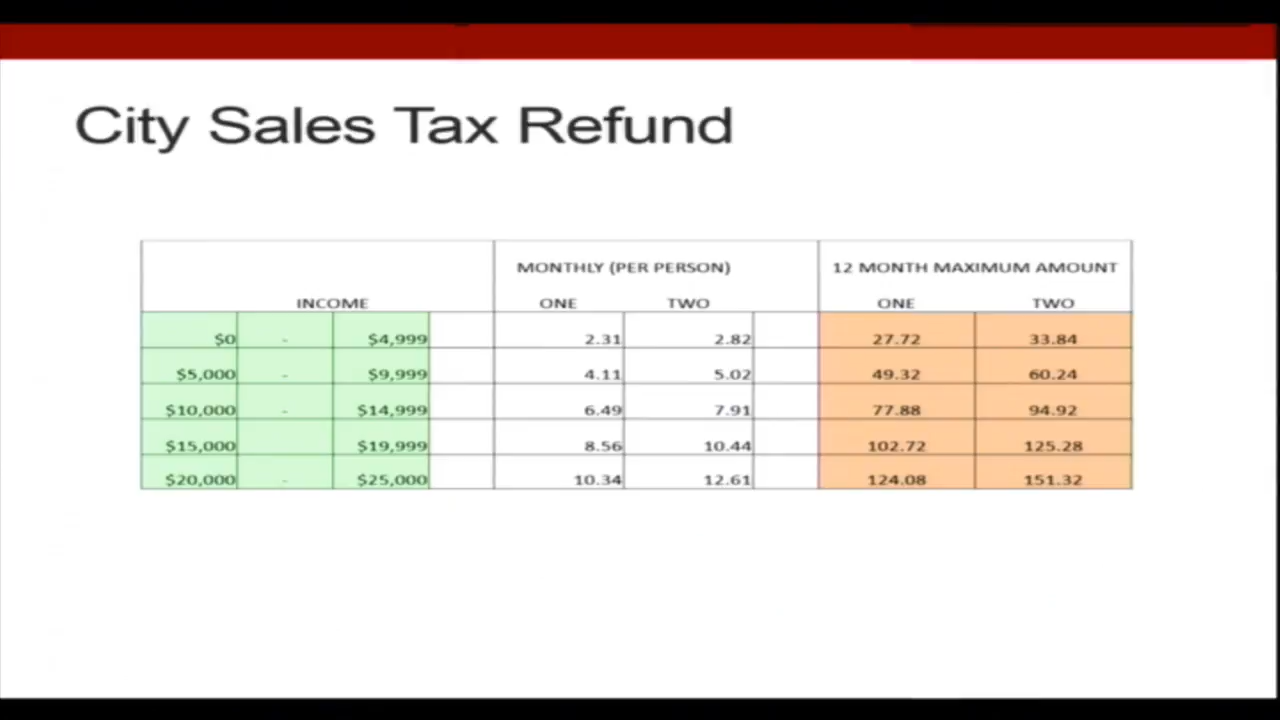 City Sales Tax Refund
MONTHLY (PER PERSON) 12 MONTH MAXIMUM AMOUNT
INCOME ONE TWO ONE TWO
$0 - $4,999 2.31 2.82 27.72 33.84
$5,000 - $9,999 4.11 5.02 49.32 60.24
$10,000 - $14,999 6.49 7.91 77.88 94.92
$15,000 $19,999 8.56 10.44 102.72 125.28
$20,000 - $25,000 10.34 12.61 124.08 151.32